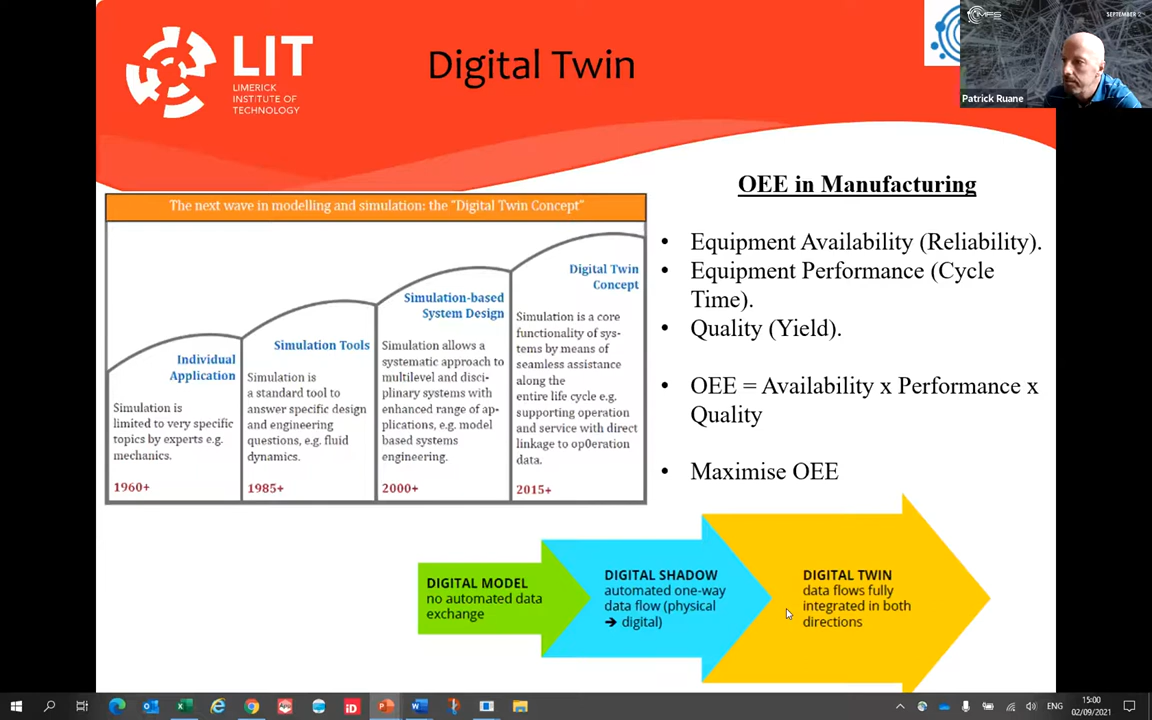 LIT
LIMERICK
INSTITUTE OF
TECHNOLOGY
Digital Twin
IMFS
SEPTEMBER 2
Patrick Ruane
The next wave in modelling and simulation: the "Digital Twin Concept"
Individual
Application
Simulation is
limited to very specific
topics by experts e.g.
mechanics.
1960+
Simulation Tools
Simulation is
a standard tool to
answer specific design
and engineering
questions, e.g. fluid
dynamics.
1985+
Simulation-based
System Design
Simulation allows a
systematic approach to
multilevel and disci-
plinary systems with
enhanced range of ap-
plications, e.g. model
based systems
engineering.
2000+
Digital Twin
Concept
Simulation is a core
functionality of sys-
tems by means of
seamless assistance
along the
entire life cycle e.g.
supporting operation
and service with direct
linkage to op0eration
data.
2015+
OEE in Manufacturing
• Equipment Availability (Reliability).
• Equipment Performance (Cycle
Time).
• Quality (Yield).
• OEE = Availability x Performance x
Quality
• Maximise OEE
DIGITAL MODEL
no automated data
exchange
DIGITAL SHADOW
automated one-way
data flow (physical
➔ digital)
DIGITAL TWIN
data flows fully
integrated in both
directions
iD
ENG
15:00
02/09/2021